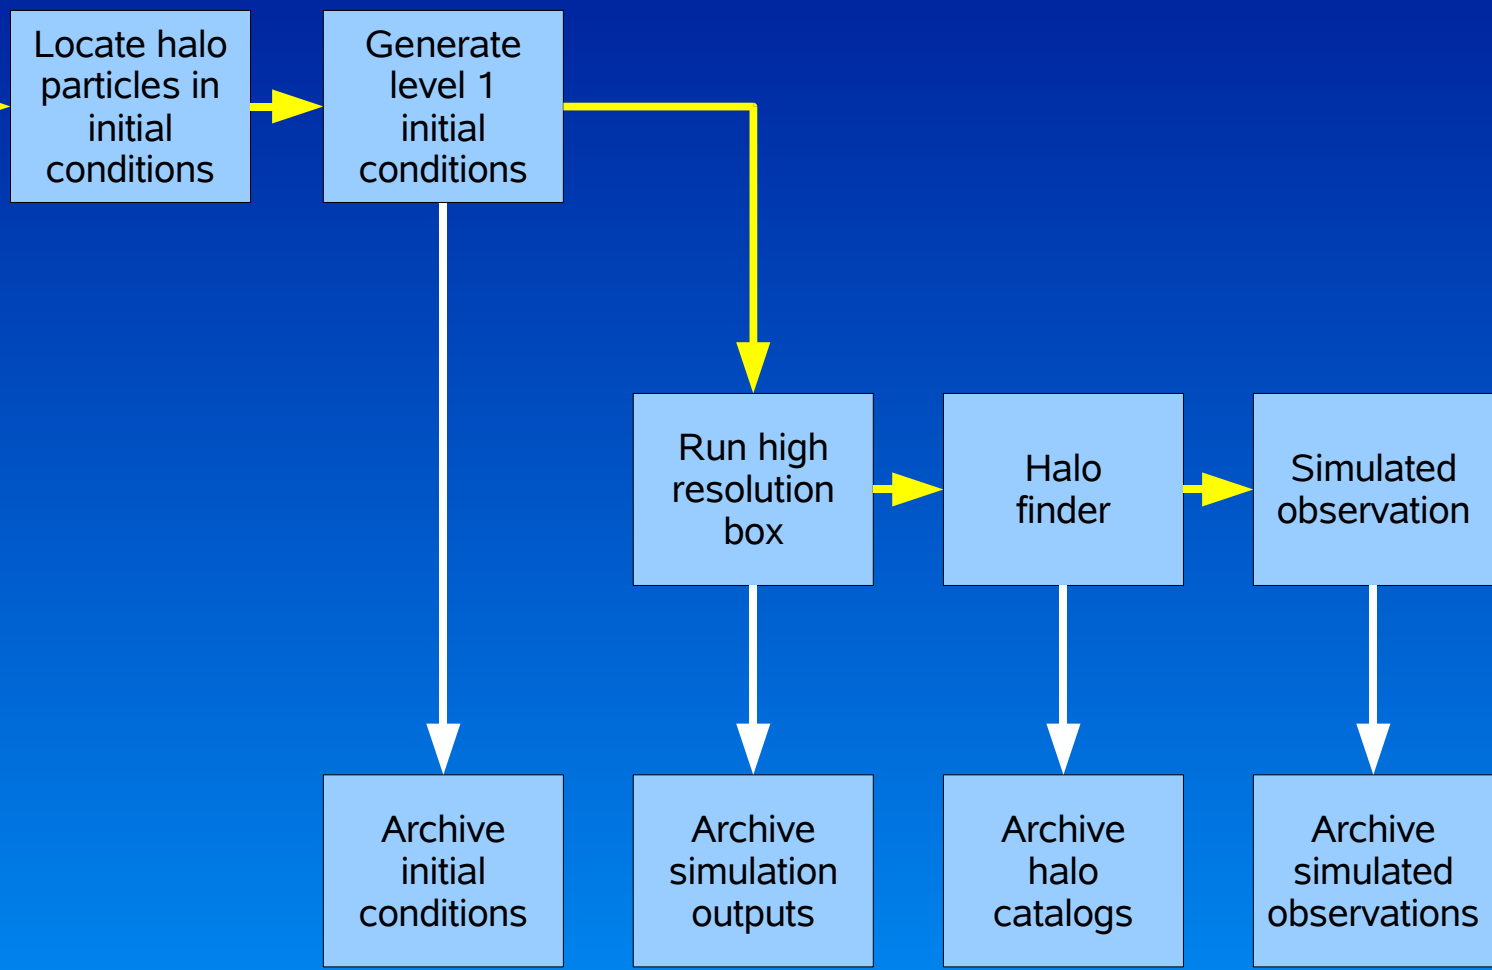 Locate halo
particles in
initial
conditions
Generate
level 1
initial
conditions
Run high
resolution
box
Halo
finder
Simulated
observation
Archive
initial
conditions
Archive
simulation
outputs
Archive
halo
catalogs
Archive
simulated
observations